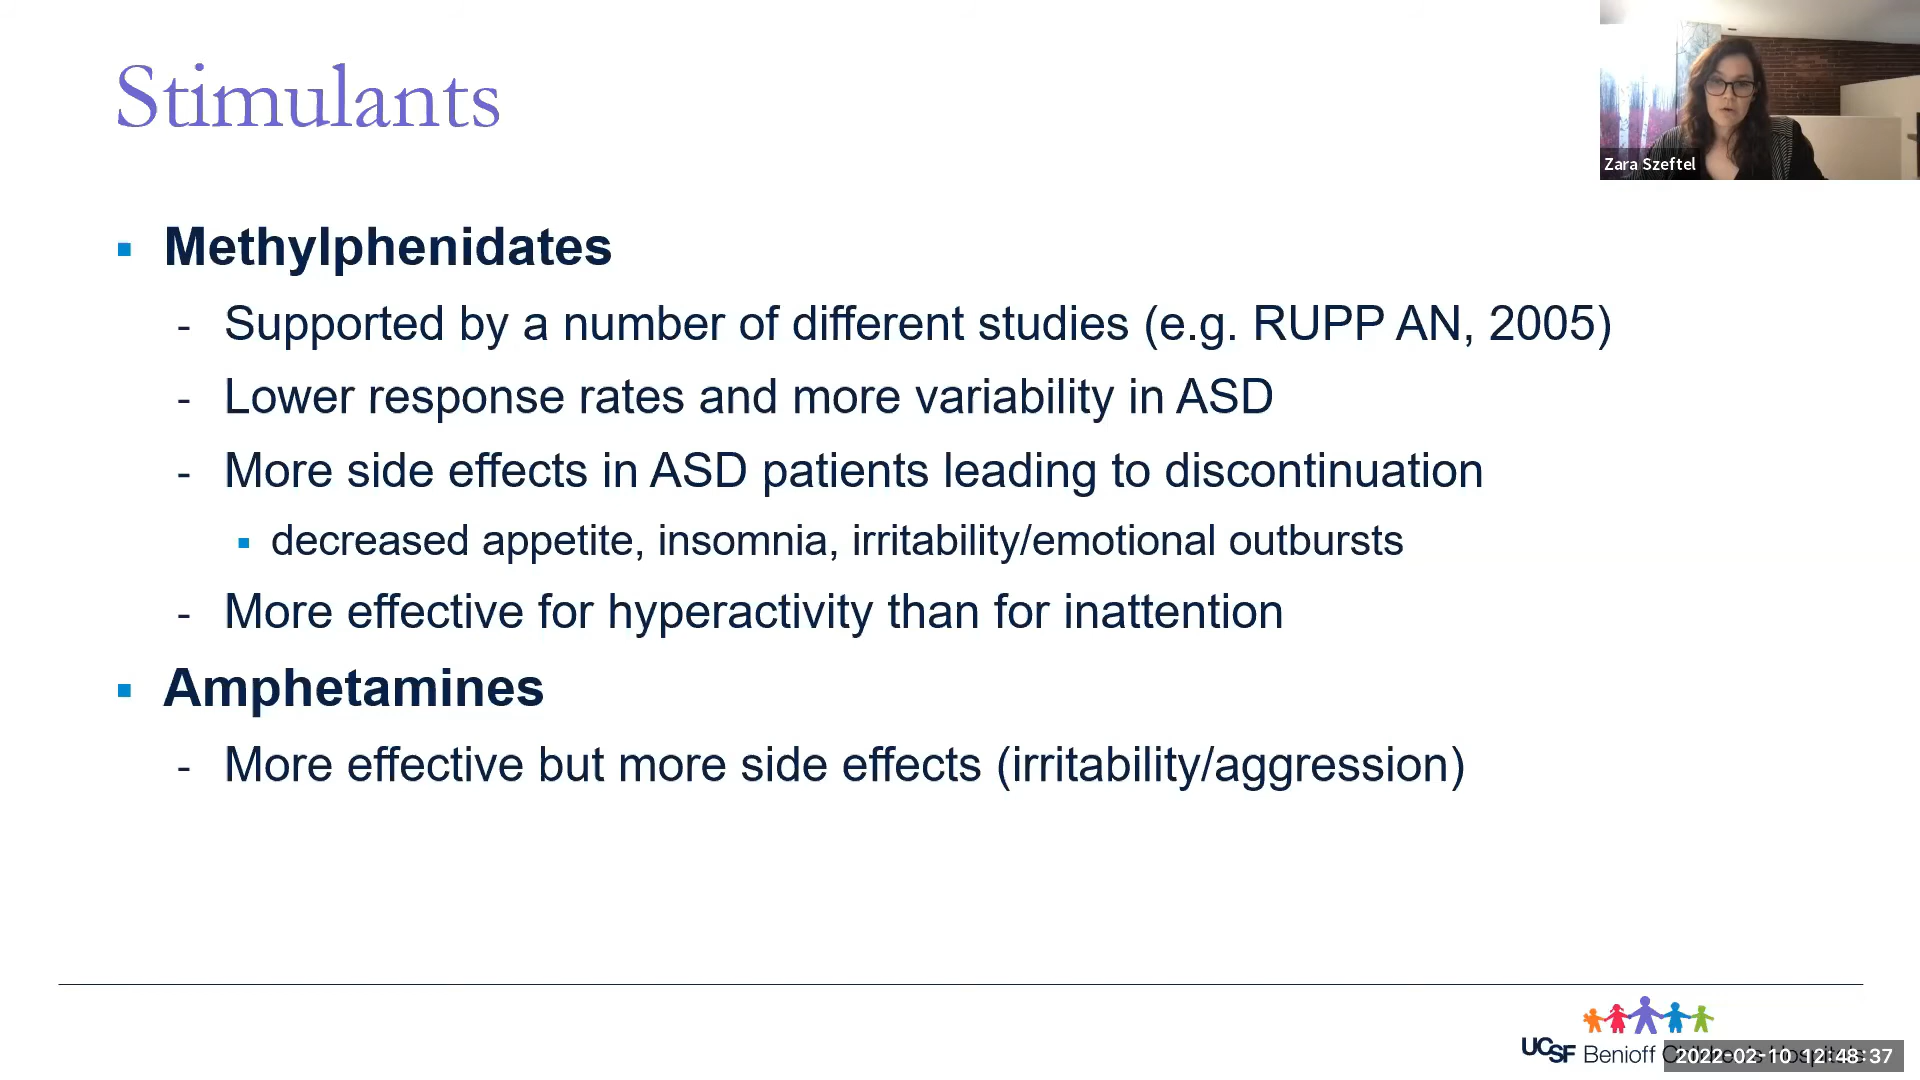 Stimulants
Zara Szeftel
▪ Methylphenidates
- Supported by a number of different studies (e.g. RUPP AN, 2005)
- Lower response rates and more variability in ASD
- More side effects in ASD patients leading to discontinuation
▪ decreased appetite, insomnia, irritability/emotional outbursts
- More effective for hyperactivity than for inattention
▪ Amphetamines
- More effective but more side effects (irritability/aggression)
UCSF Benioff Children's Hospitals
2022-02-10 12:48:37